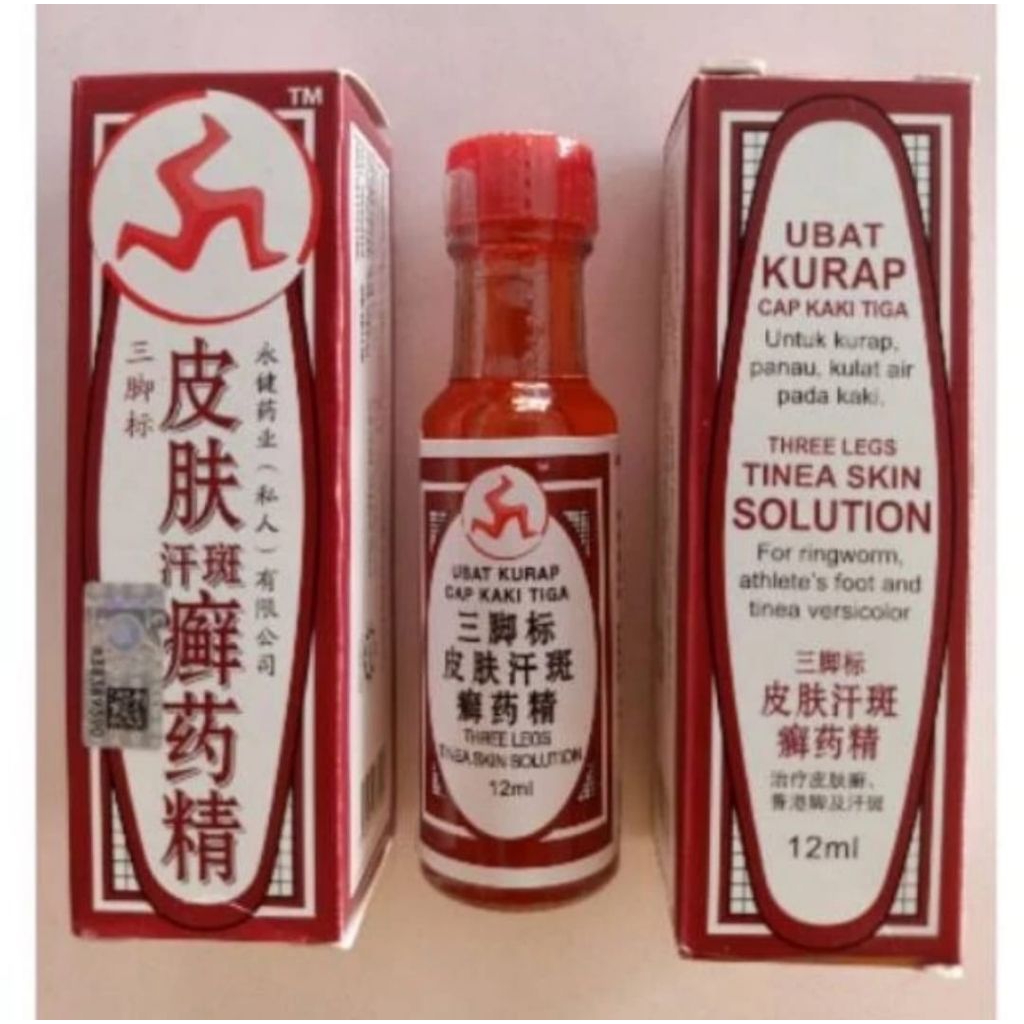 TM
三脚标
皮肤汗斑癣药精
永健药业(私人)有限公司
UBAT KURAP
CAP KAKI TIGA
三脚标
皮肤汗斑
癣药精
THREE LEGS
TINEA SKIN SOLUTION
12ml
UBAT
KURAP
CAP KAKI TIGA
Untuk kurap,
panau, kulat air
pada kaki.
THREE LEGS
TINEA SKIN
SOLUTION
For ringworm,
athlete's foot and
tinea versicolor
三脚标
皮肤汗斑
癣药精
治疗皮肤癣、
香港脚及汗斑
12ml